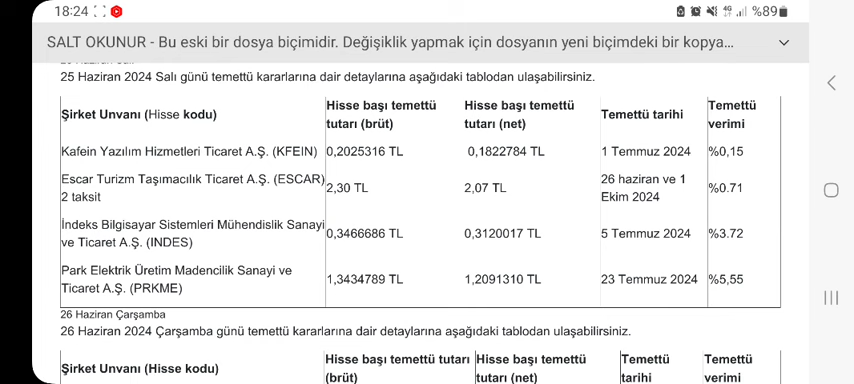 18:24 %89
SALT OKUNUR - Bu eski bir dosya biçimidir. Değişiklik yapmak için dosyanın yeni biçimdeki bir kopya...
25 Haziran 2024 Salı günü temettü kararlarına dair detaylarına aşağıdaki tablodan ulaşabilirsiniz.
Şirket Unvanı (Hisse kodu) Hisse başı temettü tutarı (brüt) Hisse başı temettü tutarı (net) Temettü tarihi Temettü verimi
Kafein Yazılım Hizmetleri Ticaret A.Ş. (KFEIN) 0,2025316 TL 0,1822784 TL 1 Temmuz 2024 %0,15
Escar Turizm Taşımacılık Ticaret A.Ş. (ESCAR) 2 taksit 2,30 TL 2,07 TL 26 haziran ve 1 Ekim 2024 %0.71
İndeks Bilgisayar Sistemleri Mühendislik Sanayi ve Ticaret A.Ş. (INDES) 0,3466686 TL 0,3120017 TL 5 Temmuz 2024 %3.72
Park Elektrik Üretim Madencilik Sanayi ve Ticaret A.Ş. (PRKME) 1,3434789 TL 1,2091310 TL 23 Temmuz 2024 %5,55
26 Haziran Çarşamba
26 Haziran 2024 Çarşamba günü temettü kararlarına dair detaylarına aşağıdaki tablodan ulaşabilirsiniz.
Şirket Unvanı (Hisse kodu) Hisse başı temettü tutarı (brüt) Hisse başı temettü tutarı (net) Temettü tarihi Temettü verimi